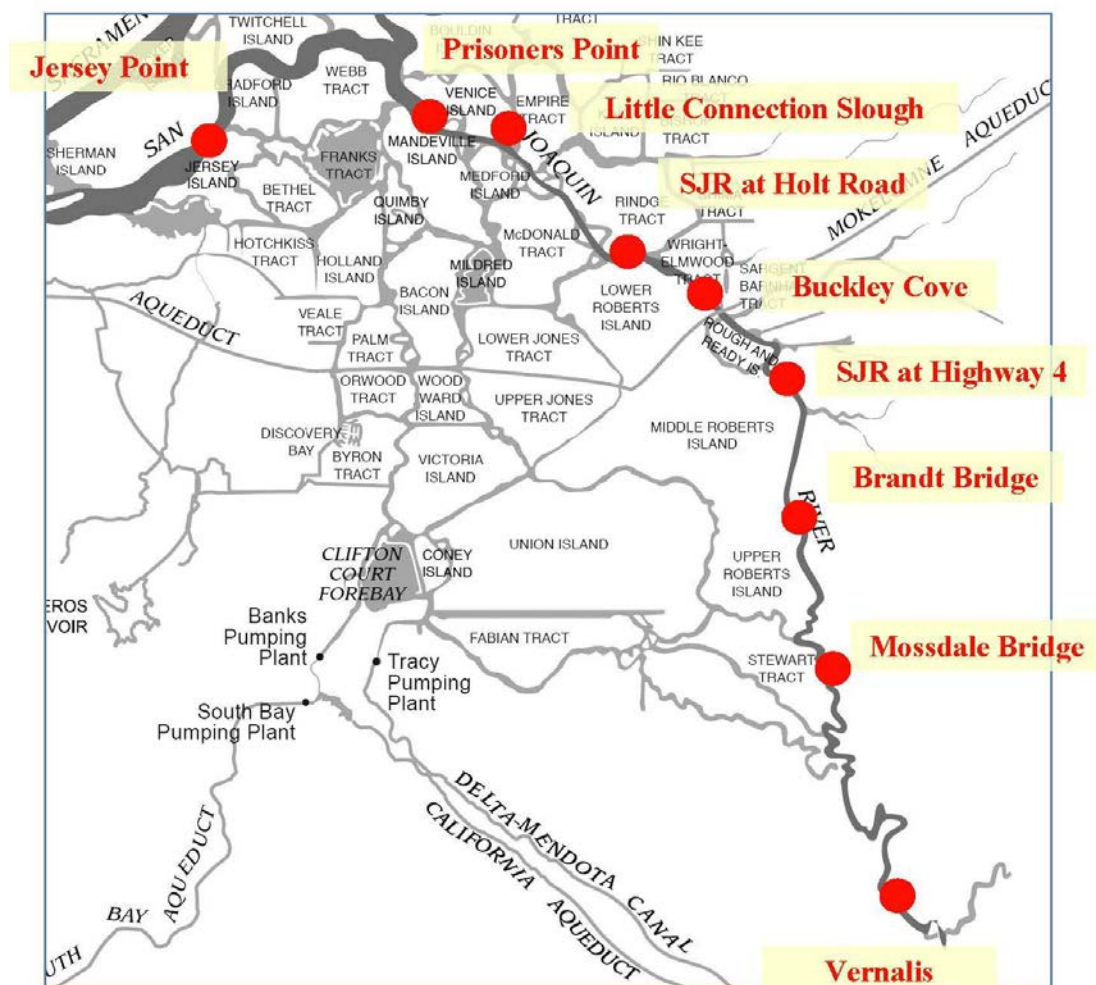 TWITCHELL
ISLAND
Prisoners Point
Jersey Point
WEBB
TRACT
ISLAND
VENICE
ISLAND
EMPIRE
TRACT
Little Connection Slough
RIO BLANCO
TRACT
SHERMAN
ISLAND
SAN
JERSEY
ISLAND
FRANKS
TRACT
MANDEVILLE
ISLAND
JOAQUIN
AQUEDUCT
MOKELUMNE
BETHEL
TRACT
QUIMBY
ISLAND
MEDFORD
ISLAND
SJR at Holt Road
RINDGE
TRACT
TRACT
HOTCHKISS
TRACT
HOLLAND
ISLAND
MILDRED
ISLAND
McDONALD
TRACT
WRIGHT-
ELMWOOD
TRACT
Buckley Cove
AQUEDUCT
VEALE
TRACT
BACON
ISLAND
LOWER
ROBERTS
ISLAND
ROUGH AND
READY IS.
PALM
TRACT
LOWER JONES
TRACT
SJR at Highway 4
ORWOOD
TRACT
WOOD
WARD
ISLAND
UPPER JONES
TRACT
MIDDLE ROBERTS
ISLAND
DISCOVERY
BAY
BYRON
TRACT
VICTORIA
ISLAND
Brandt Bridge
RIVER
CLIFTON
COURT
FOREBAY
CONEY
ISLAND
UNION ISLAND
UPPER
ROBERTS
ISLAND
EROS
VOIR
Banks
Pumping
Plant
FABIAN TRACT
Mossdale Bridge
STEWART
TRACT
Tracy
Pumping
Plant
South Bay
Pumping Plant
DELTA-MENDOTA CANAL
CALIFORNIA AQUEDUCT
UTH BAY AQUEDUCT
Vernalis